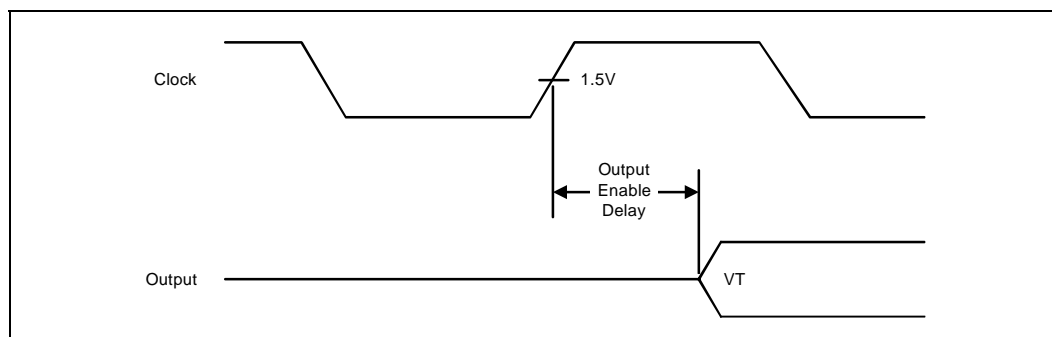 Clock
1.5V
Output
Enable
Delay
Output
VT